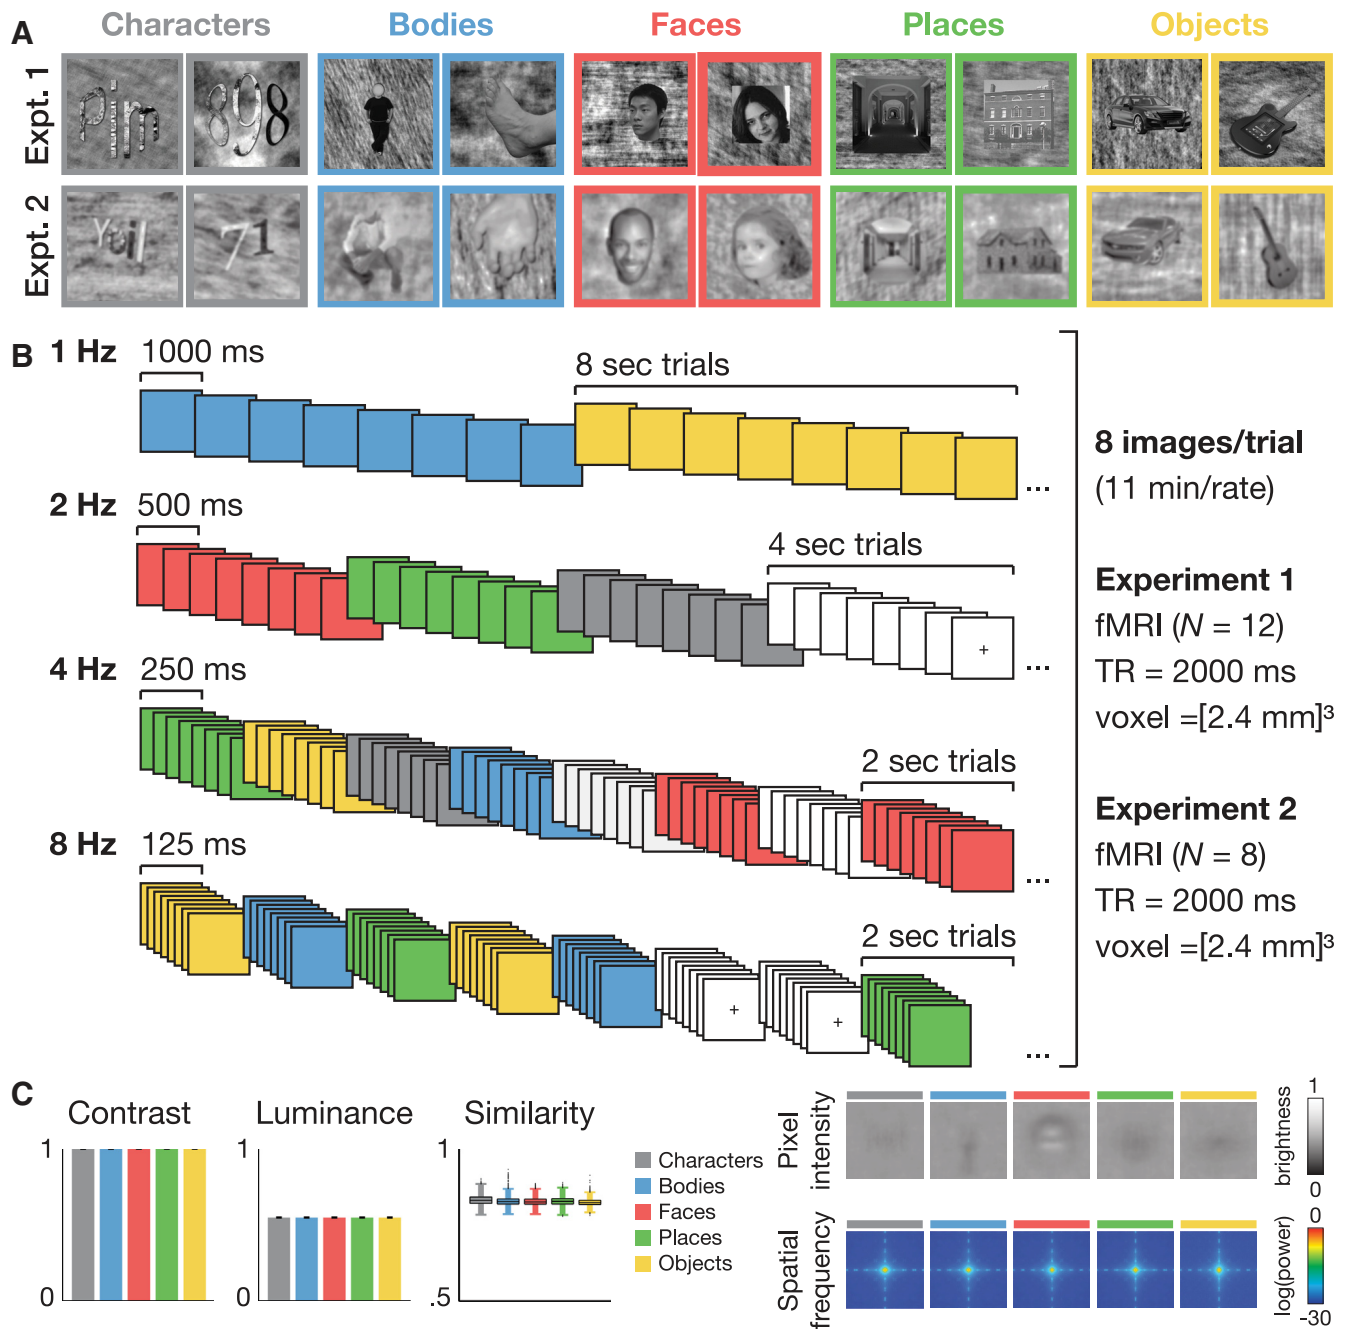 A
Characters
Bodies
Faces
Places
Objects
Expt. 1
Pim
898
Expt. 2
Yoil
71
B
1 Hz
1000 ms
8 sec trials
...
2 Hz
500 ms
4 sec trials
+
...
4 Hz
250 ms
2 sec trials
...
8 Hz
125 ms
2 sec trials
+
+
...
8 images/trial
(11 min/rate)
Experiment 1
fMRI (N = 12)
TR = 2000 ms
voxel =[2.4 mm]³
Experiment 2
fMRI (N = 8)
TR = 2000 ms
voxel =[2.4 mm]³
C
Contrast
1
0
Luminance
1
0
Similarity
1
.5
Characters
Bodies
Faces
Places
Objects
Pixel
intensity
1
brightness
0
Spatial
frequency
0
log(power)
-30